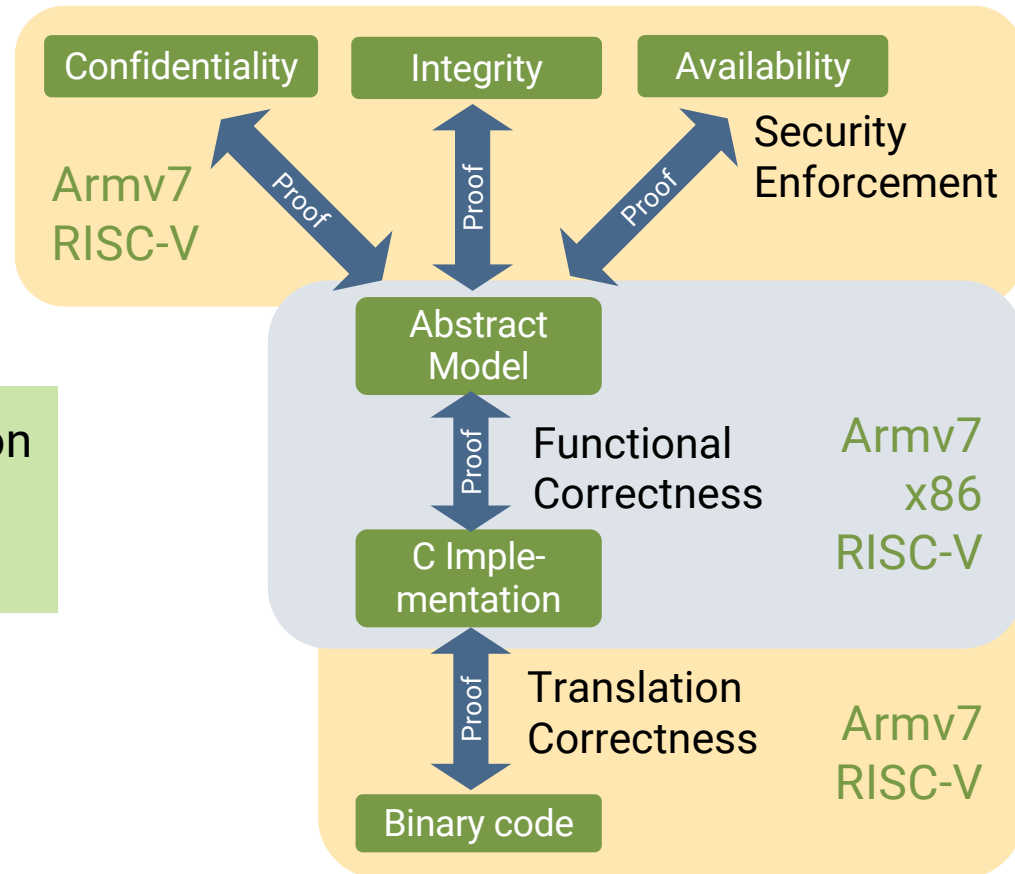 Confidentiality
Integrity
Availability
Security
Enforcement
Armv7
RISC-V
Proof
Proof
Proof
Abstract
Model
Proof
Functional
Correctness
Armv7
x86
RISC-V
C Imple-
mentation
Proof
Translation
Correctness
Armv7
RISC-V
Binary code